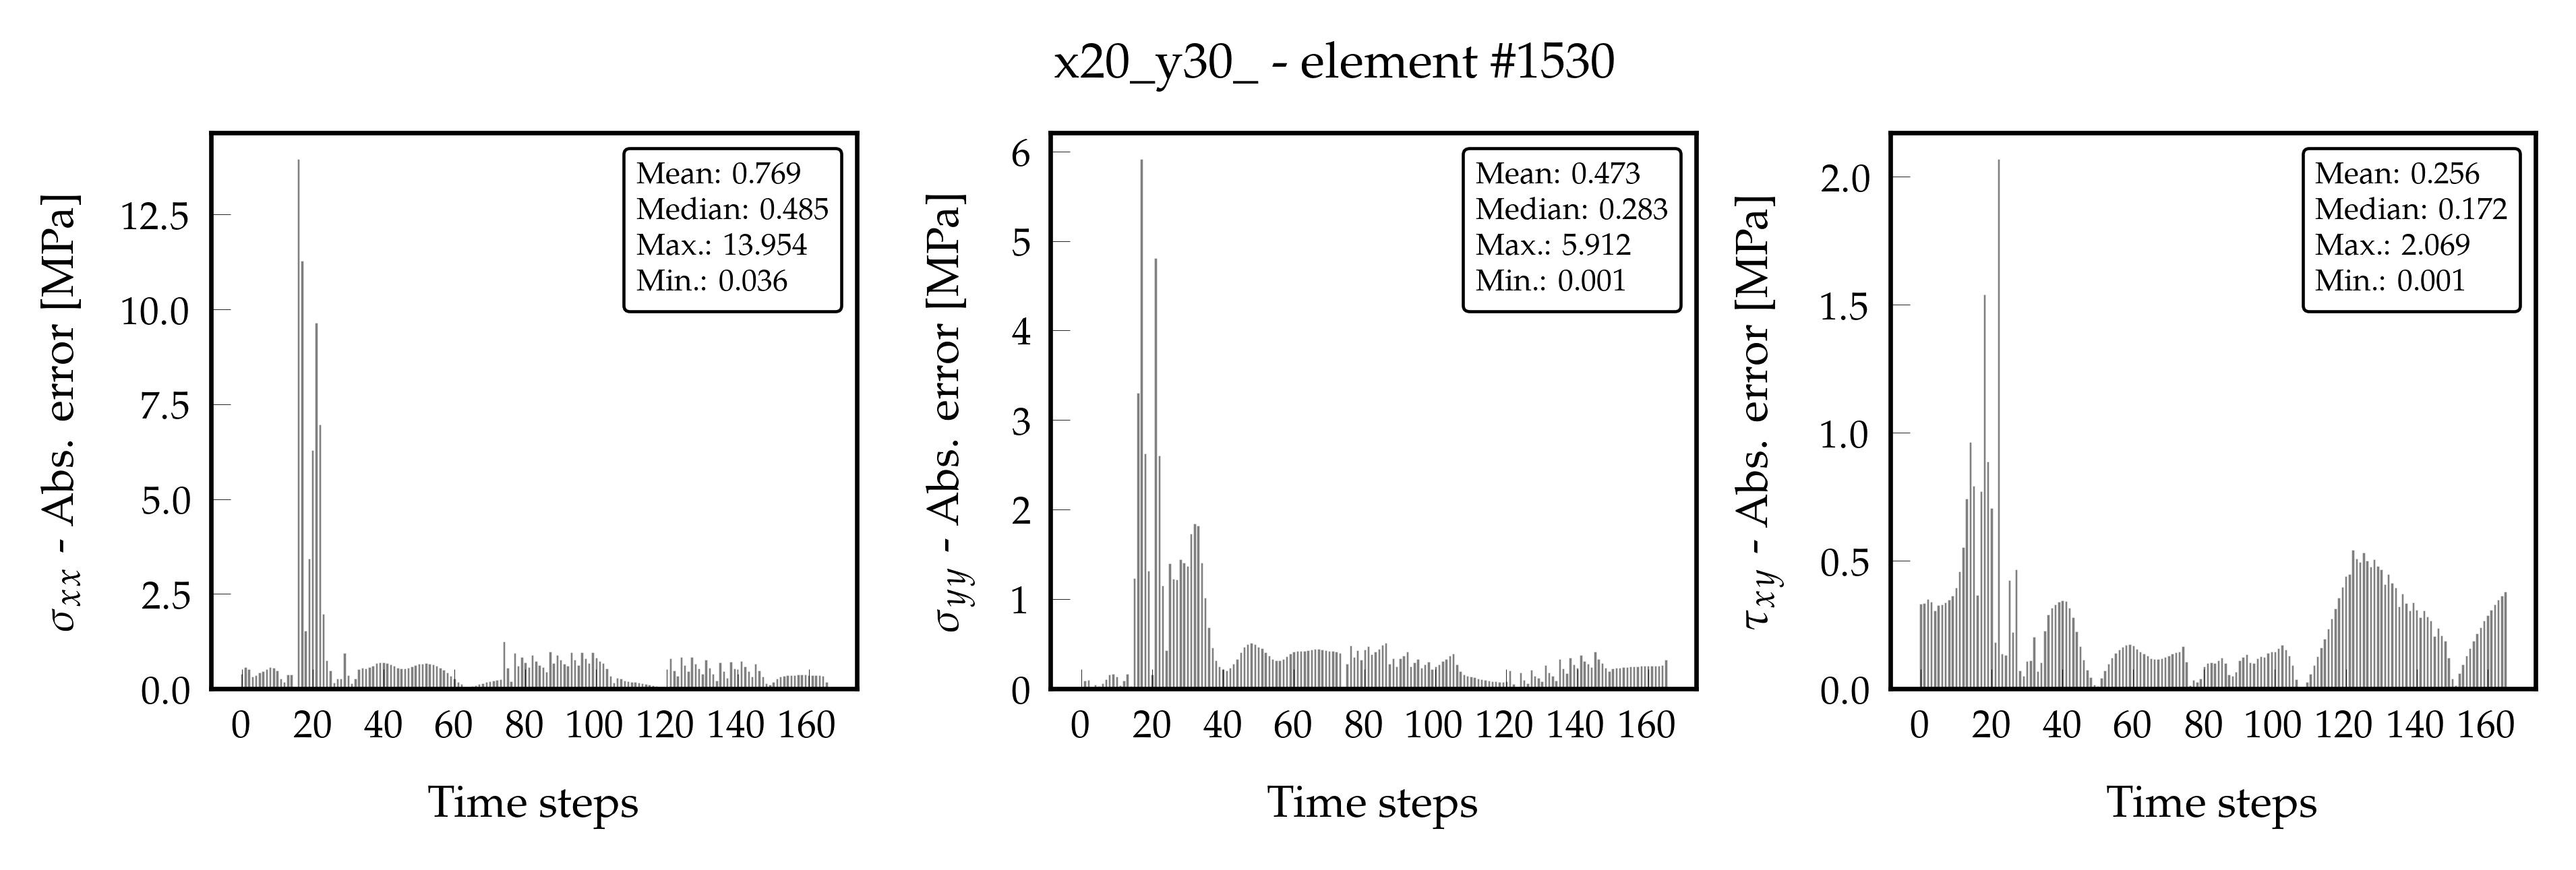 x20_y30_ - element #1530
σxx - Abs. error [MPa]
12.5
10.0
7.5
5.0
2.5
0.0
Mean: 0.769
Median: 0.485
Max.: 13.954
Min.: 0.036
0 20 40 60 80 100 120 140 160
Time steps
σyy - Abs. error [MPa]
6
5
4
3
2
1
0
Mean: 0.473
Median: 0.283
Max.: 5.912
Min.: 0.001
0 20 40 60 80 100 120 140 160
Time steps
τxy - Abs. error [MPa]
2.0
1.5
1.0
0.5
0.0
Mean: 0.256
Median: 0.172
Max.: 2.069
Min.: 0.001
0 20 40 60 80 100 120 140 160
Time steps